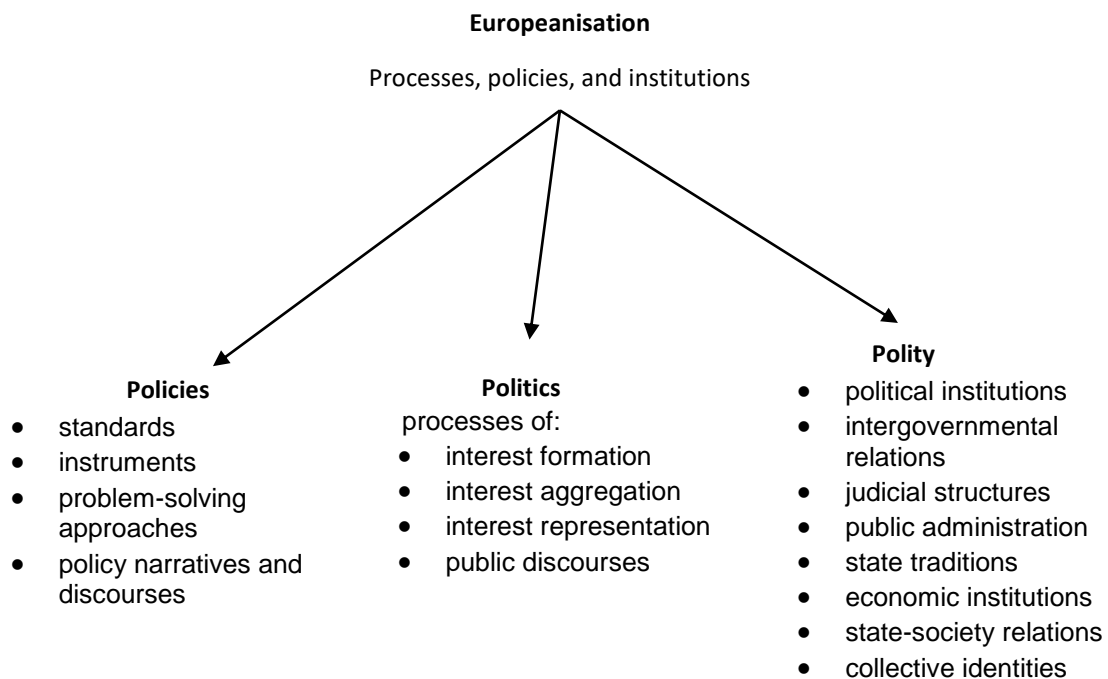 Europeanisation
Processes, policies, and institutions
Policies
• standards
• instruments
• problem-solving
approaches
• policy narratives and
discourses
Politics
processes of:
• interest formation
• interest aggregation
• interest representation
• public discourses
Polity
• political institutions
• intergovernmental
relations
• judicial structures
• public administration
• state traditions
• economic institutions
• state-society relations
• collective identities